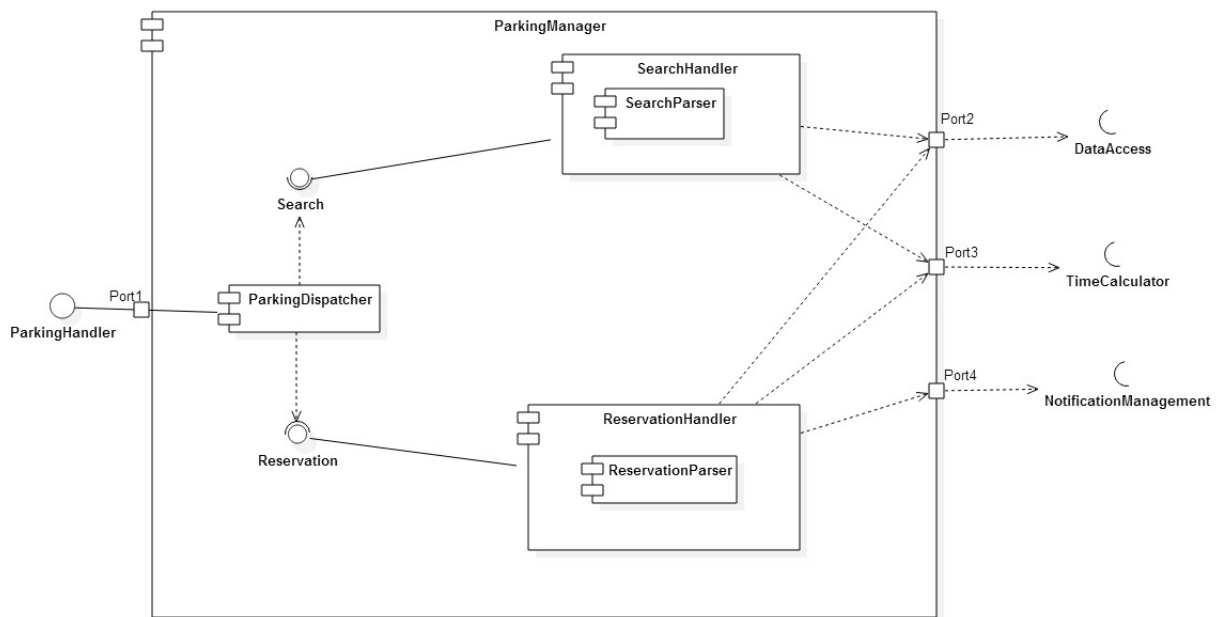 ParkingManager
SearchHandler
SearchParser
Port2
DataAccess
Search
Port3
TimeCalculator
Port1
ParkingDispatcher
ParkingHandler
Port4
NotificationManagement
ReservationHandler
Reservation
ReservationParser